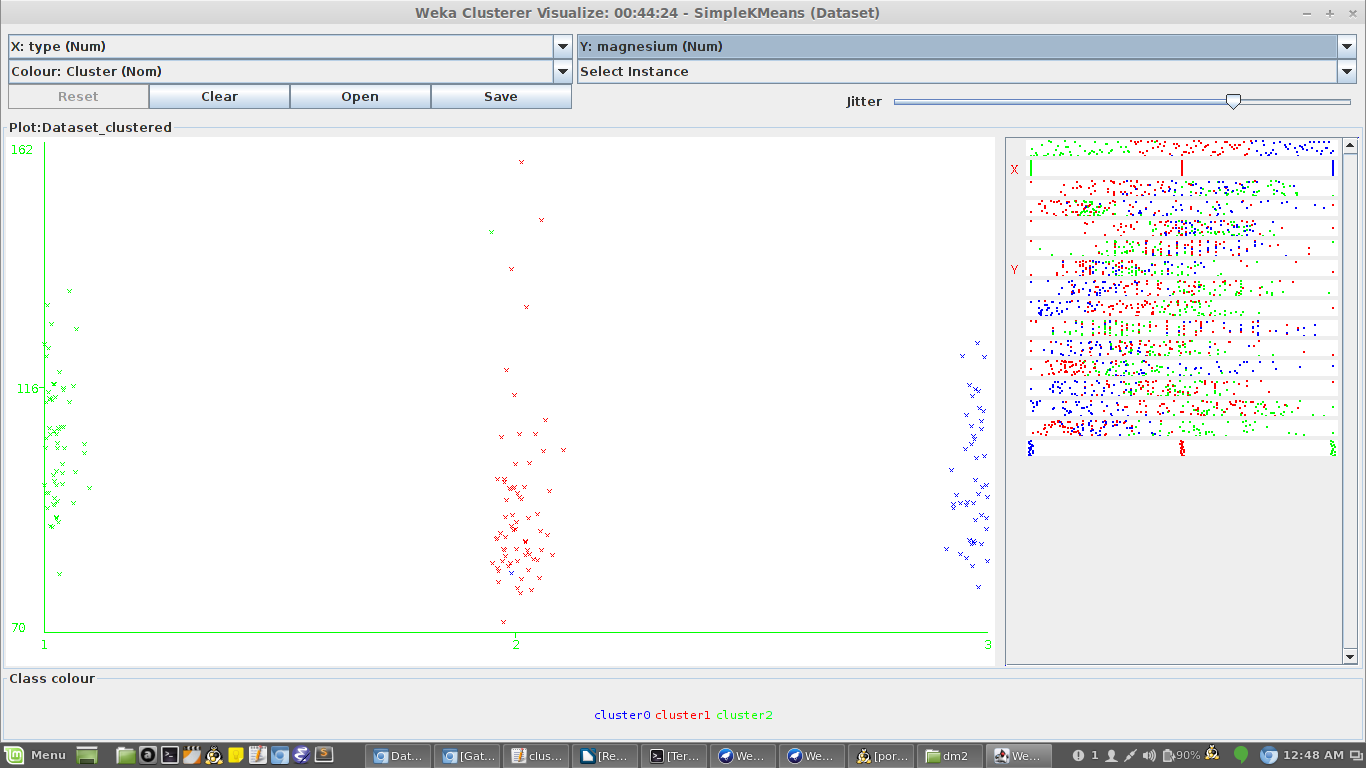 Weka Clusterer Visualize: 00:44:24 - SimpleKMeans (Dataset)
X: type (Num) Y: magnesium (Num)
Colour: Cluster (Nom) Select Instance
Reset Clear Open Save Jitter
Plot:Dataset_clustered
162
X
Y
116
70
1 2 3
Class colour
cluster0 cluster1 cluster2
Menu Dat... [Gat... clus... [Re... [Ter... We... We... [por... dm2 We... 1 90% 12:48 AM